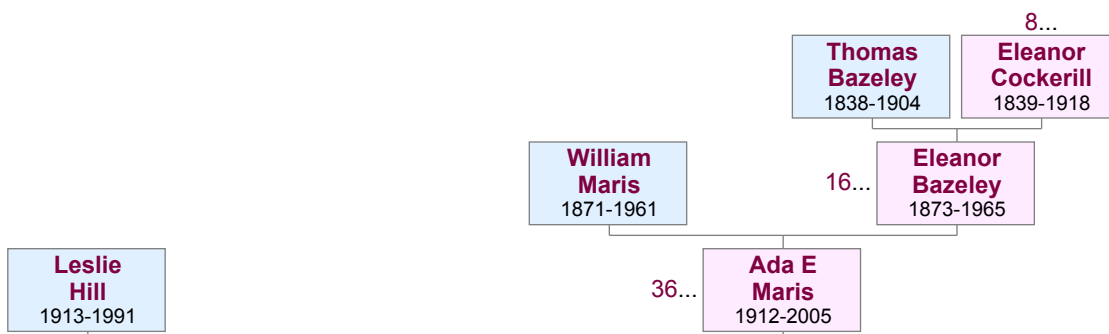 8...
Thomas
Bazeley
1838-1904
Eleanor
Cockerill
1839-1918
William
Maris
1871-1961
16...
Eleanor
Bazeley
1873-1965
Leslie
Hill
1913-1991
36...
Ada E
Maris
1912-2005